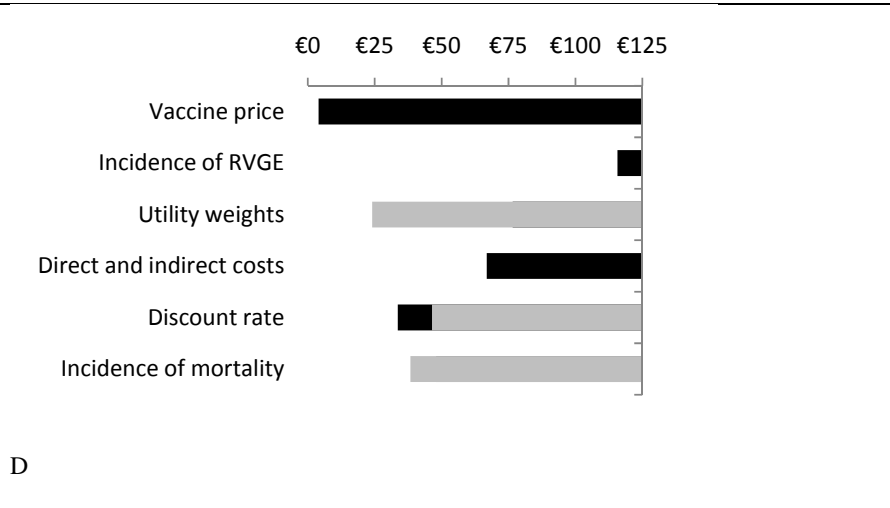 €0 €25 €50 €75 €100 €125
Vaccine price
Incidence of RVGE
Utility weights
Direct and indirect costs
Discount rate
Incidence of mortality
D